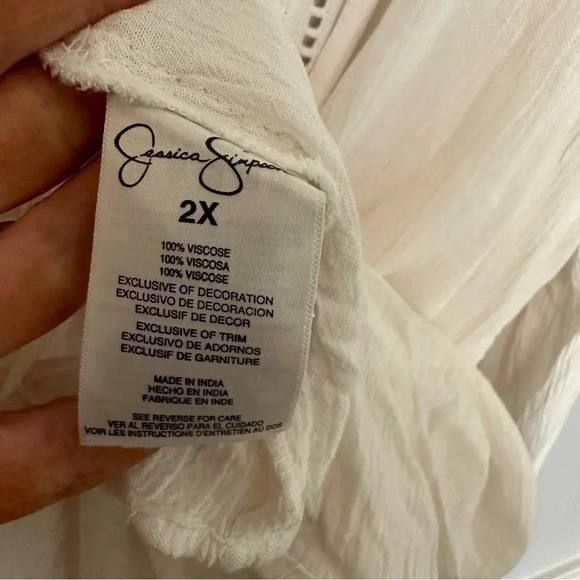 Jessica Simpson
2X
100% VISCOSE
100% VISCOSA
100% VISCOSE
EXCLUSIVE OF DECORATION
EXCLUSIVO DE DECORACION
EXCLUSIF DE DECOR
EXCLUSIVE OF TRIM
EXCLUSIVO DE ADORNOS
EXCLUSIF DE GARNITURE
MADE IN INDIA
HECHO EN INDIA
FABRIQUE EN INDE
SEE REVERSE FOR CARE
VER AL REVERSO PARA EL CUIDADO
VOIR LES INSTRUCTIONS D'ENTRETIEN AU DOS